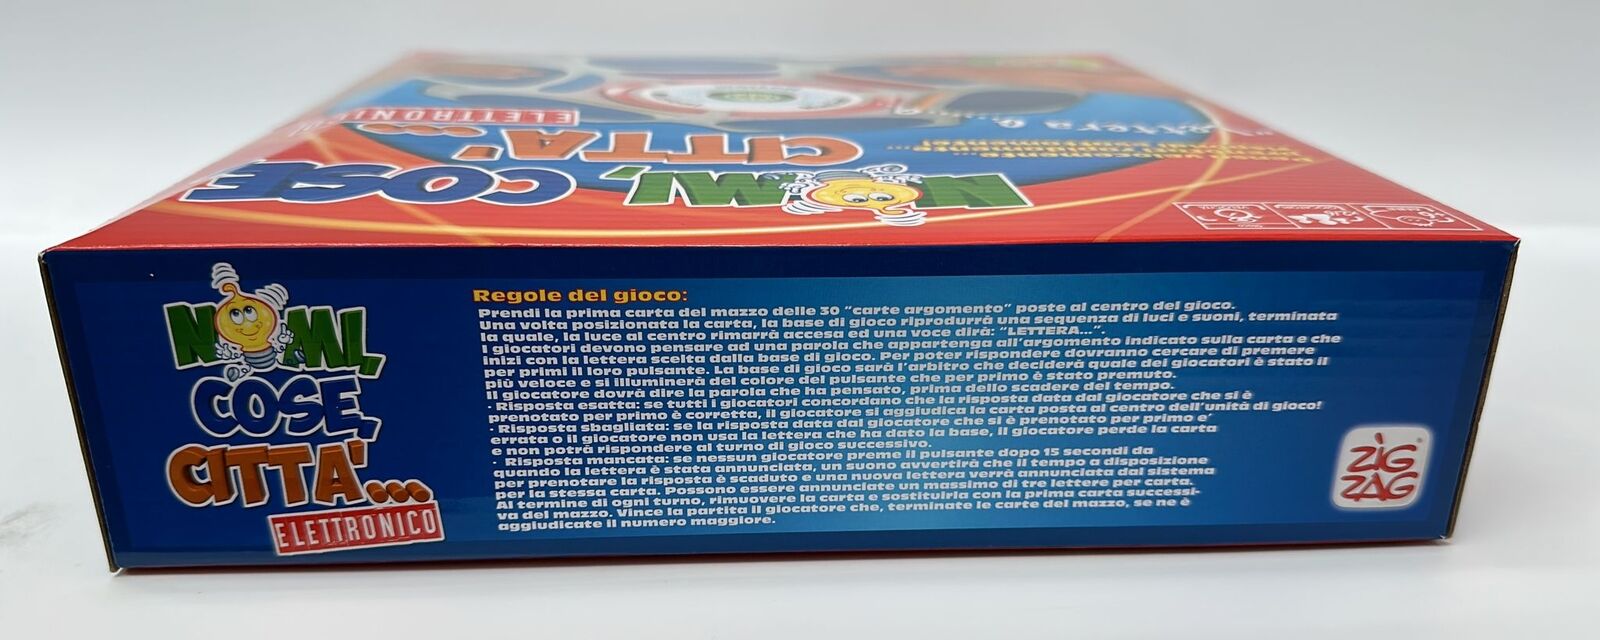 ELETTRONICO
CITTA'...
NOMI, COSE,
"Lettera
NOMI,
COSE,
CITTA'...
ELETTRONICO
Regole del gioco:
Prendi la prima carta del mazzo delle 30 "carte argomento" poste al centro del gioco.
Una volta posizionata la carta, la base di gioco riprodurrà una sequenza di luci e suoni, terminata
la quale, la luce al centro rimarrà accesa ed una voce dirà: "LETTERA...".
I giocatori devono pensare ad una parola che appartenga all'argomento indicato sulla carta e che
inizi con la lettera scelta dalla base di gioco. Per poter rispondere dovranno cercare di premere
per primi il loro pulsante. La base di gioco sarà l'arbitro che deciderà quale dei giocatori è stato il
più veloce e si illuminerà del colore del pulsante che per primo è stato premuto.
Il giocatore dovrà dire la parola che ha pensato, prima dello scadere del tempo.
· Risposta esatta: se tutti i giocatori concordano che la risposta data dal giocatore che si è
prenotato per primo è corretta, il giocatore si aggiudica la carta posta al centro dell'unità di gioco!
· Risposta sbagliata: se la risposta data dal giocatore che si è prenotato per primo e'
errata o il giocatore non usa la lettera che ha dato la base, il giocatore perde la carta
e non potrà rispondere al turno di gioco successivo.
· Risposta mancata: se nessun giocatore preme il pulsante dopo 15 secondi da
quando la lettera è stata annunciata, un suono avvertirà che il tempo a disposizione
per prenotare la risposta è scaduto e una nuova lettera verrà annunciata dal sistema
per la stessa carta. Possono essere annunciate un massimo di tre lettere per carta.
Al termine di ogni turno, rimuovere la carta e sostituirla con la prima carta successi-
va del mazzo. Vince la partita il giocatore che, terminate le carte del mazzo, se ne è
aggiudicate il numero maggiore.
ZIG
ZAG